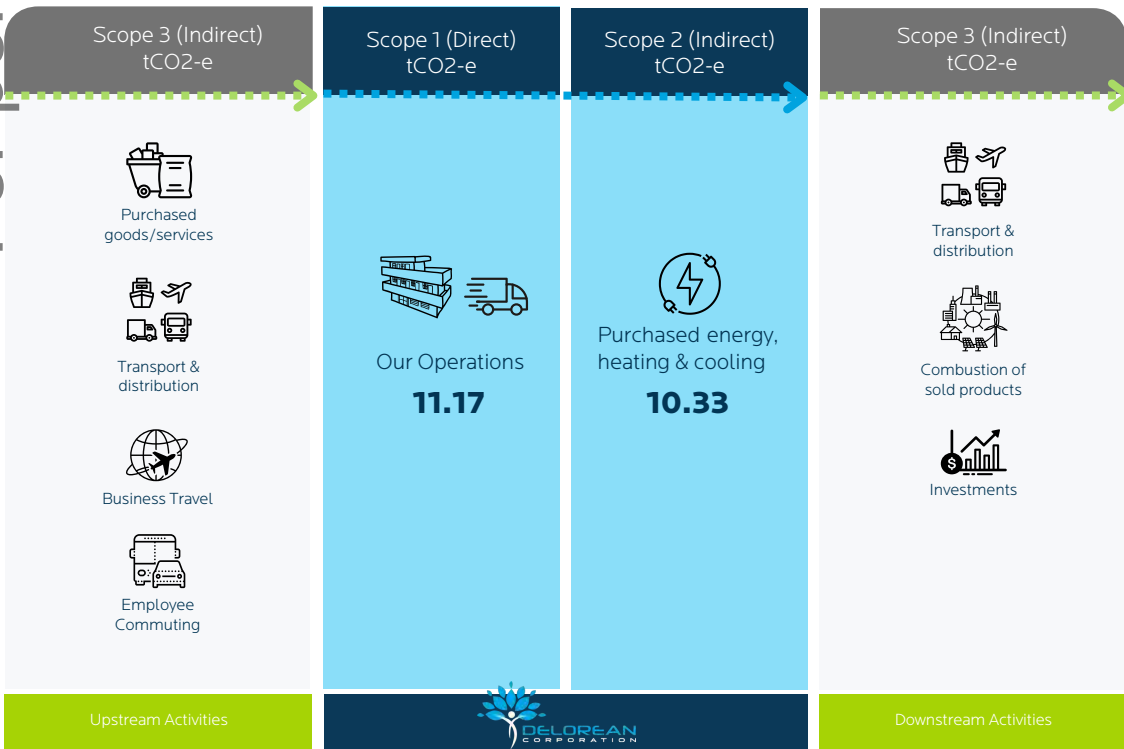 Scope 3 (Indirect)
tCO2-e
Purchased
goods/services
Transport &
distribution
Business Travel
Employee
Commuting
Upstream Activities
Scope 1 (Direct)
tCO2-e
Our Operations
11.17
Scope 2 (Indirect)
tCO2-e
Purchased energy,
heating & cooling
10.33
DELOREAN
CORPORATION
Scope 3 (Indirect)
tCO2-e
Transport &
distribution
Combustion of
sold products
$
Investments
Downstream Activities